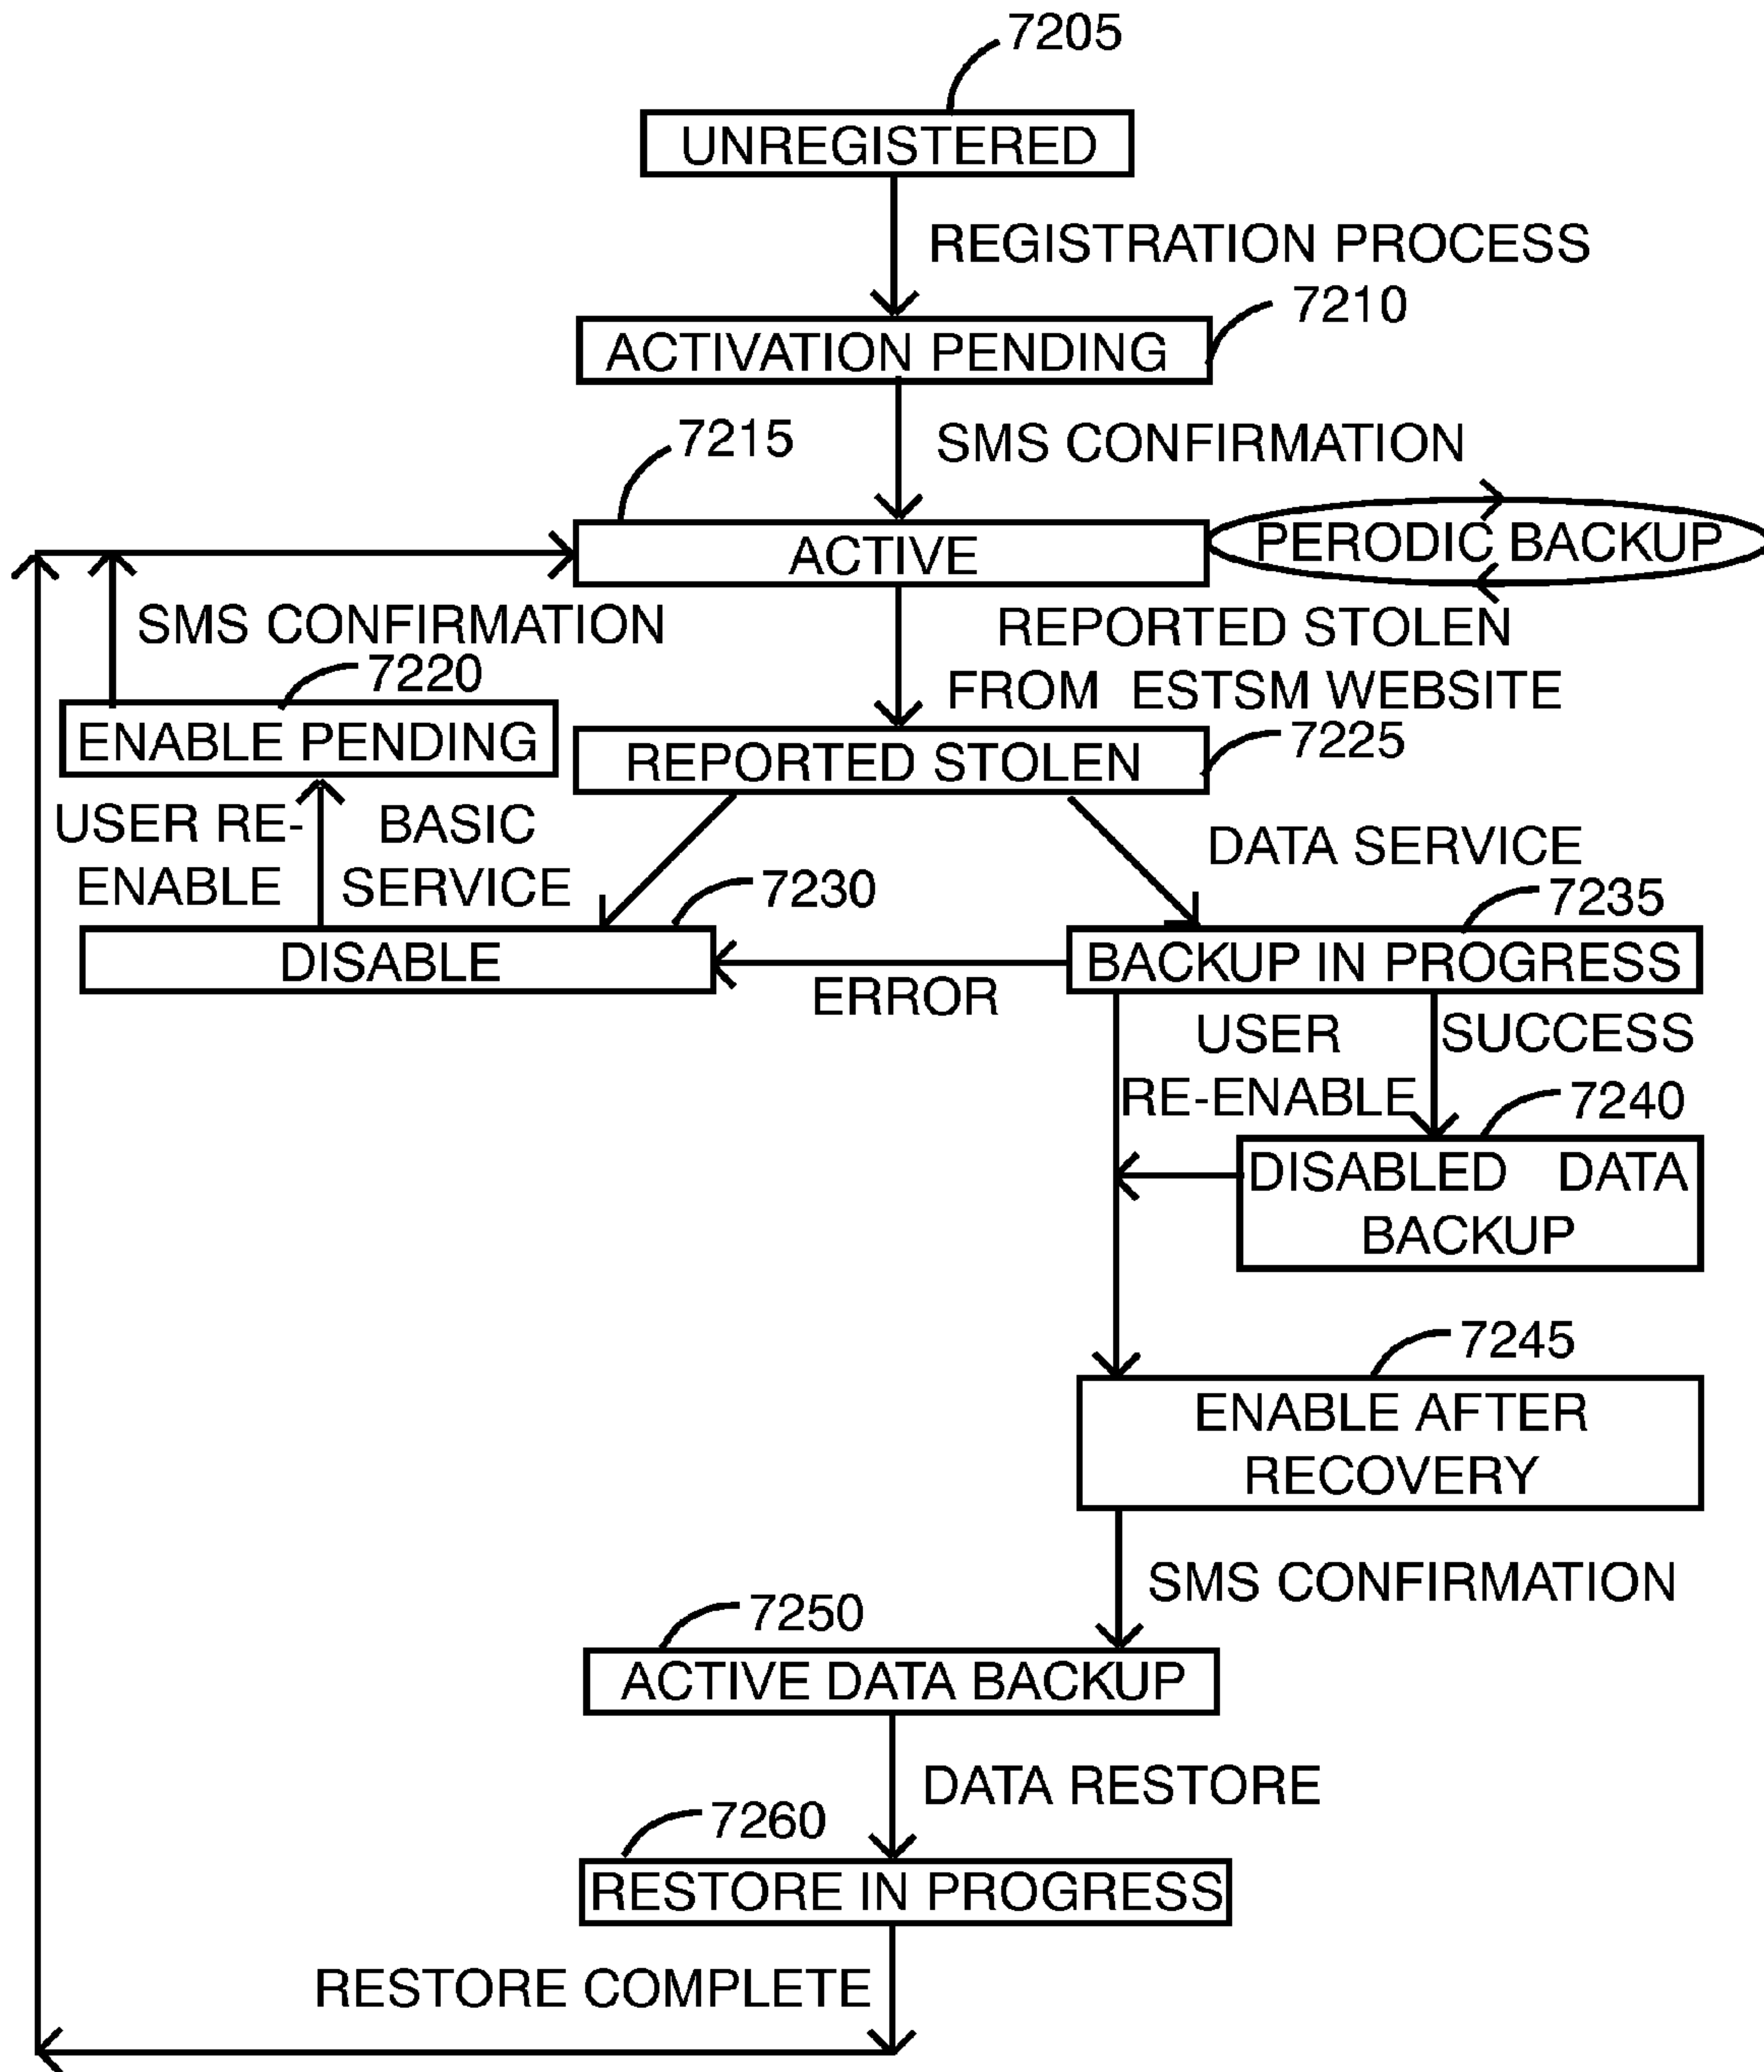 7205
UNREGISTERED
REGISTRATION PROCESS
7210
ACTIVATION PENDING
7215
SMS CONFIRMATION
ACTIVE
PERODIC BACKUP
SMS CONFIRMATION
REPORTED STOLEN
FROM ESTSM WEBSITE
7220
ENABLE PENDING
7225
REPORTED STOLEN
USER RE-
ENABLE
BASIC
SERVICE
DATA SERVICE
7230
7235
DISABLE
BACKUP IN PROGRESS
ERROR
USER
RE-ENABLE
SUCCESS
7240
DISABLED DATA
BACKUP
7245
ENABLE AFTER
RECOVERY
SMS CONFIRMATION
7250
ACTIVE DATA BACKUP
DATA RESTORE
7260
RESTORE IN PROGRESS
RESTORE COMPLETE